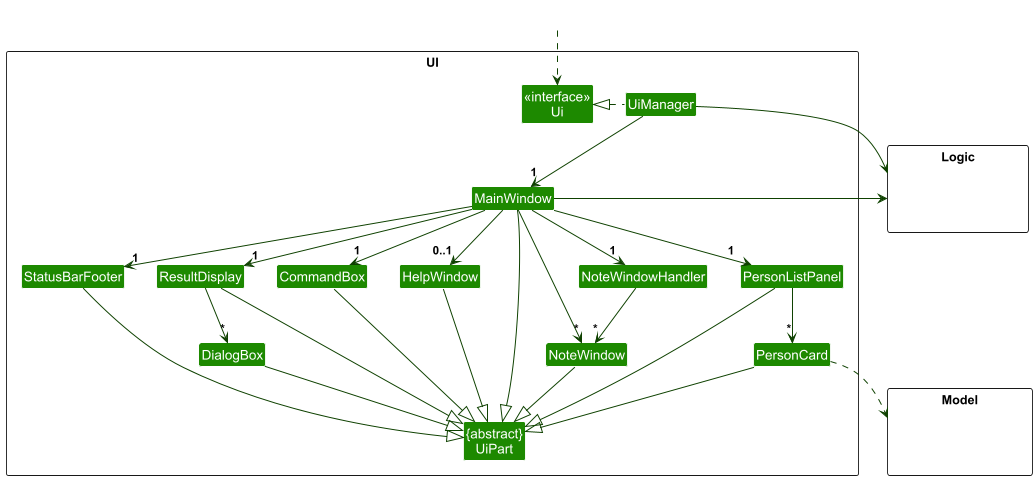 UI
«interface»
Ui
UiManager
Logic
1
MainWindow
1
1
1
0..1
1
1
StatusBarFooter
ResultDisplay
CommandBox
HelpWindow
NoteWindowHandler
PersonListPanel
*
*
*
*
DialogBox
NoteWindow
PersonCard
Model
{abstract}
UiPart